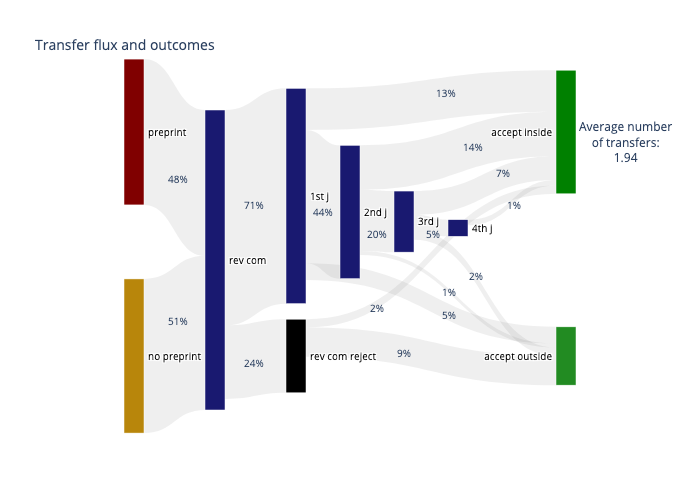 Transfer flux and outcomes
preprint
48%
no preprint
51%
rev com
71%
24%
1st j
44%
rev com reject
2nd j
20%
3rd j
5%
4th j
13%
14%
7%
1%
2%
1%
5%
2%
9%
accept inside
accept outside
Average number
of transfers:
1.94